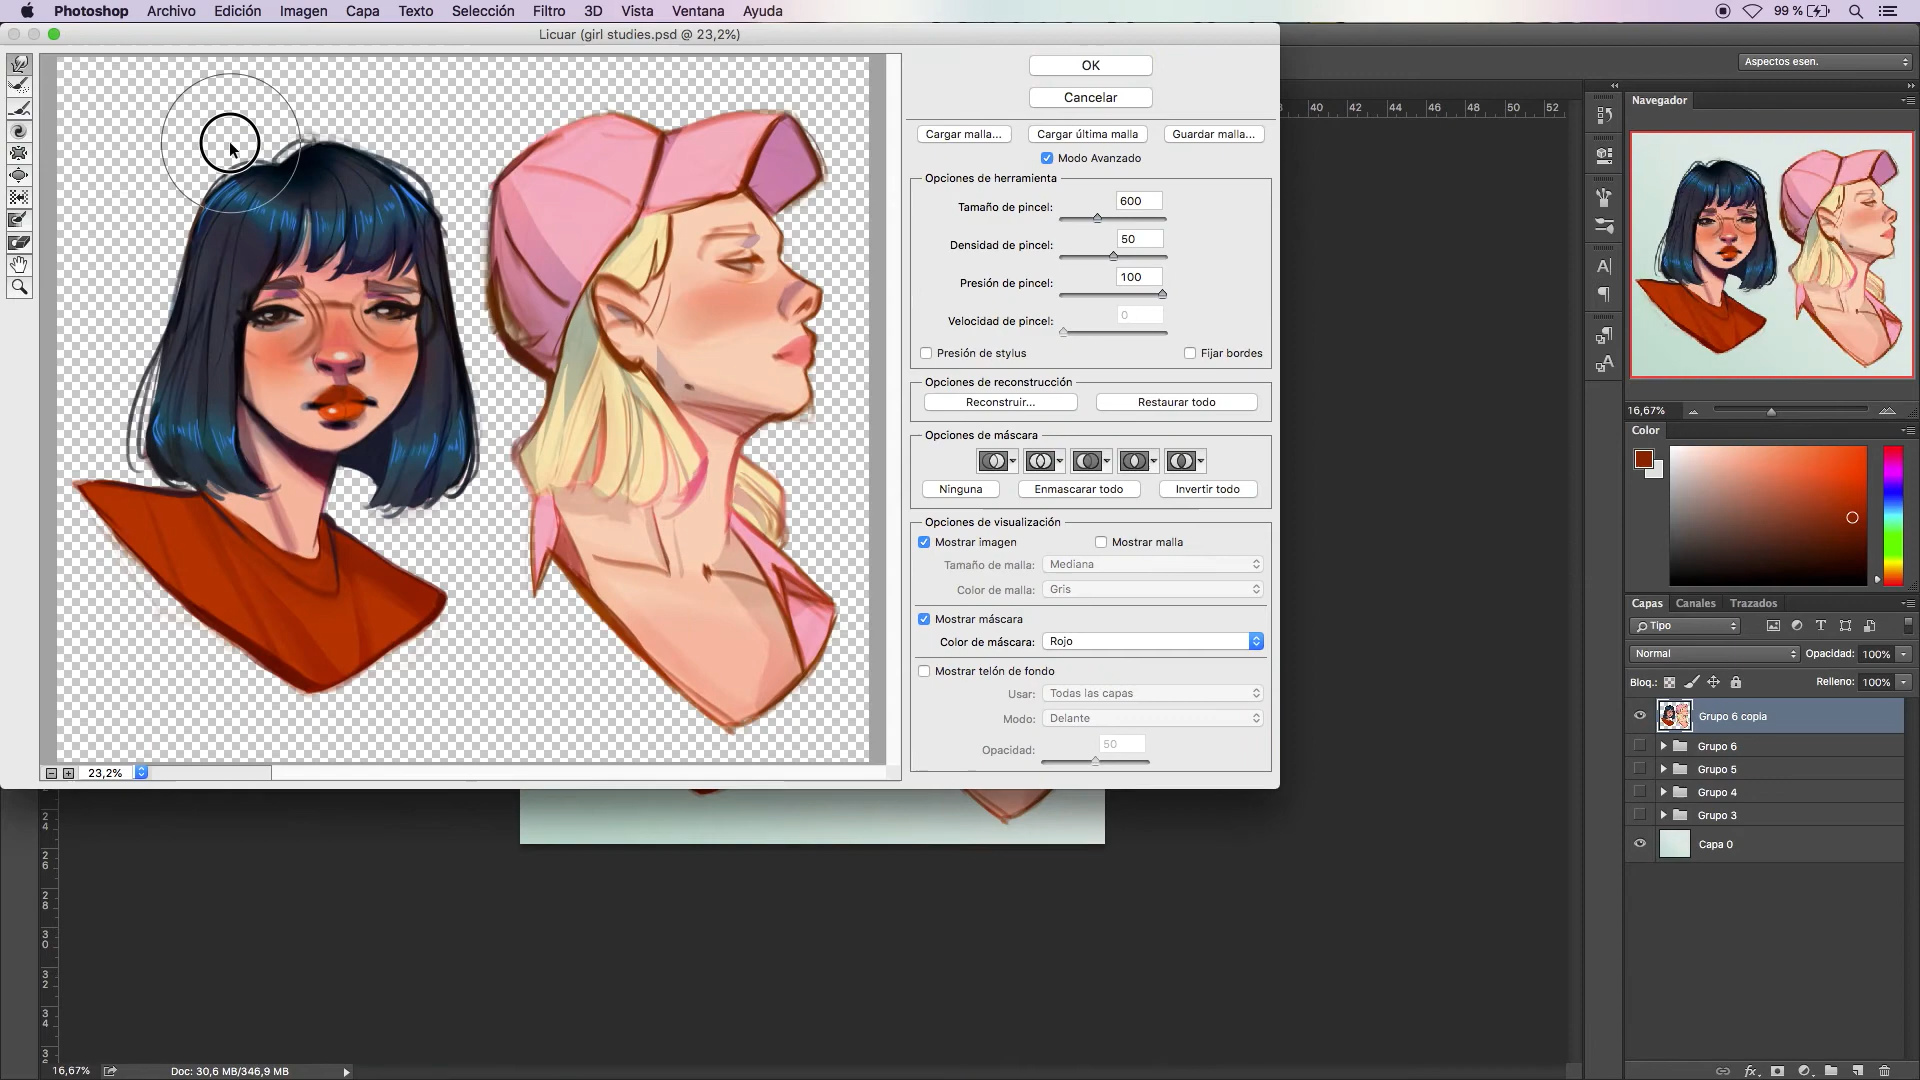 Photoshop Archivo Edición Imagen Capa Texto Selección Filtro 3D Vista Ventana Ayuda 99 %
Licuar (girl studies.psd @ 23,2%)
OK
Aspectos esen.
Cancelar
Navegador
40 42 44 46 48 50 52
Cargar malla... Cargar última malla Guardar malla...
Modo Avanzado
Opciones de herramienta
Tamaño de pincel: 600
Densidad de pincel: 50
Presión de pincel: 100
Velocidad de pincel: 0
Presión de stylus Fijar bordes
Opciones de reconstrucción
Reconstruir... Restaurar todo
16,67%
Color
Opciones de máscara
Ninguna Enmascarar todo Invertir todo
Opciones de visualización
Mostrar imagen Mostrar malla
Tamaño de malla: Mediana
Color de malla: Gris
Capas Canales Trazados
Mostrar máscara
Tipo
Color de máscara: Rojo
Normal Opacidad: 100%
Mostrar telón de fondo
Bloq.: Relleno: 100%
Usar: Todas las capas
Modo: Delante
Grupo 6 copia
Opacidad: 50
Grupo 6
Grupo 5
23,2%
Grupo 4
Grupo 3
Capa 0
24
26
28
30
32
34
16,67% Doc: 30,6 MB/346,9 MB
fx